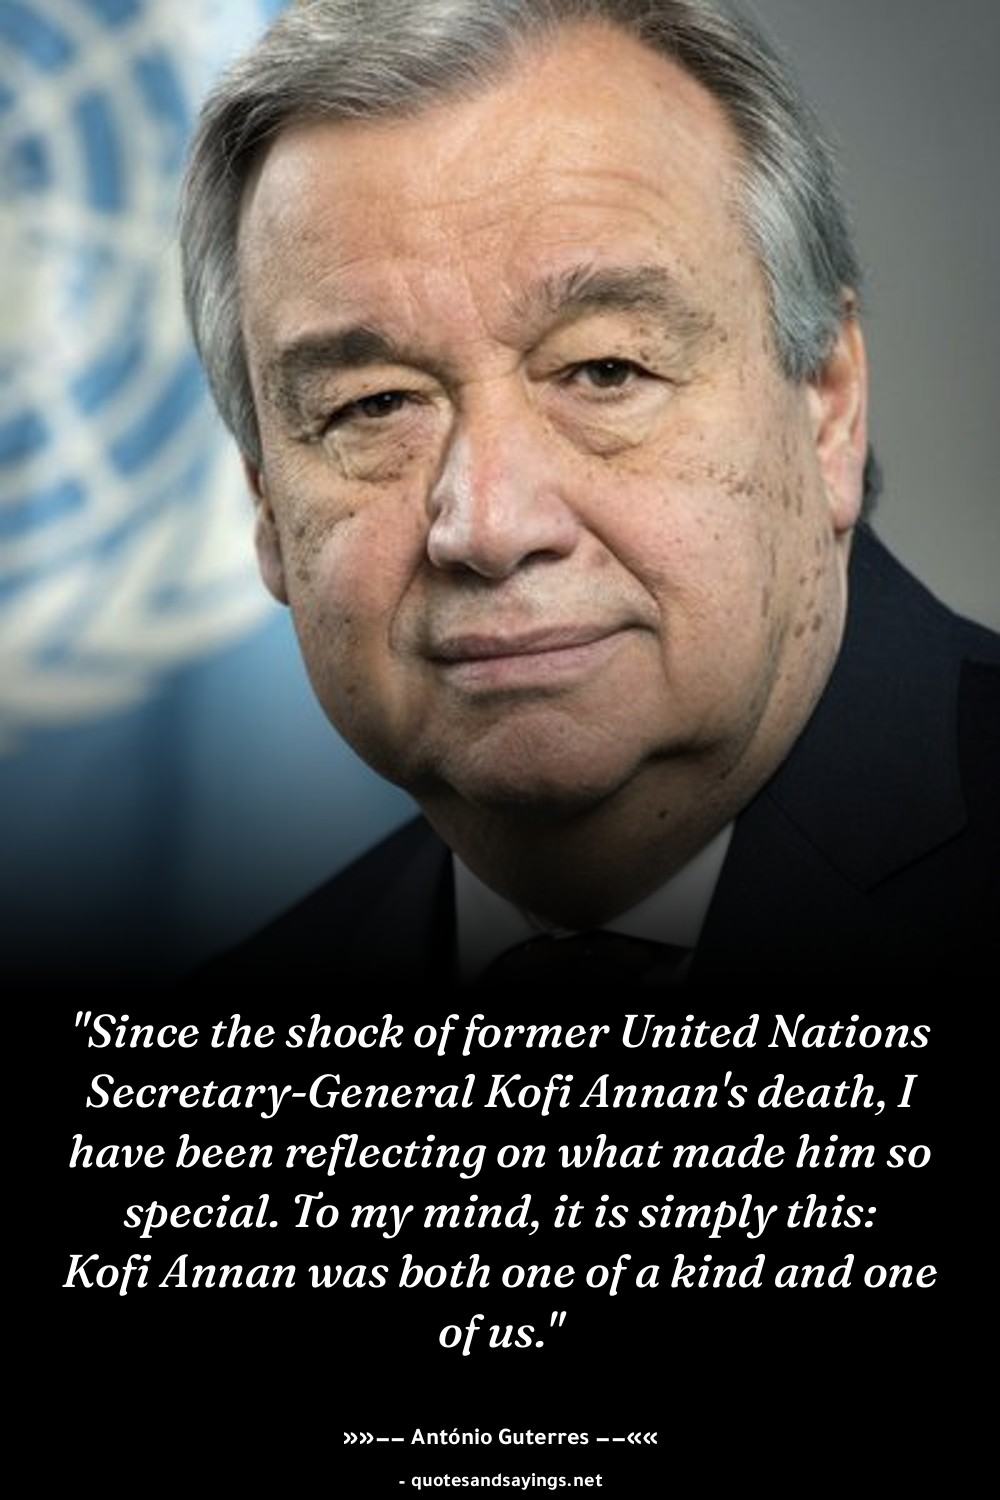 "Since the shock of former United Nations
Secretary-General Kofi Annan's death, I
have been reflecting on what made him so
special. To my mind, it is simply this:
Kofi Annan was both one of a kind and one
of us."
»»–– António Guterres ––««
- quotesandsayings.net